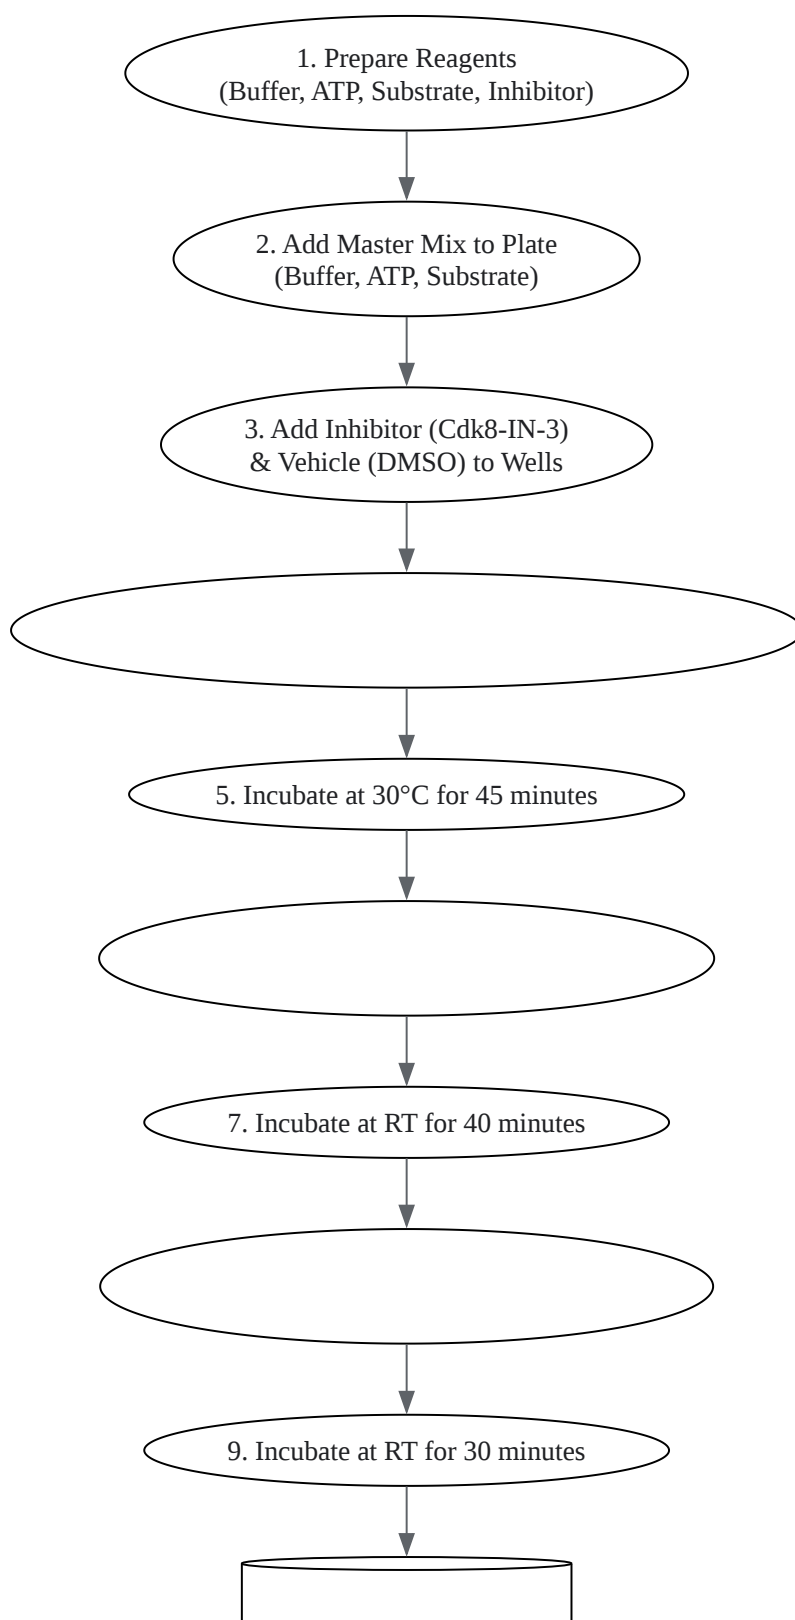 1. Prepare Reagents
(Buffer, ATP, Substrate, Inhibitor)
2. Add Master Mix to Plate
(Buffer, ATP, Substrate)
3. Add Inhibitor (Cdk8-IN-3)
& Vehicle (DMSO) to Wells
5. Incubate at 30°C for 45 minutes
7. Incubate at RT for 40 minutes
9. Incubate at RT for 30 minutes